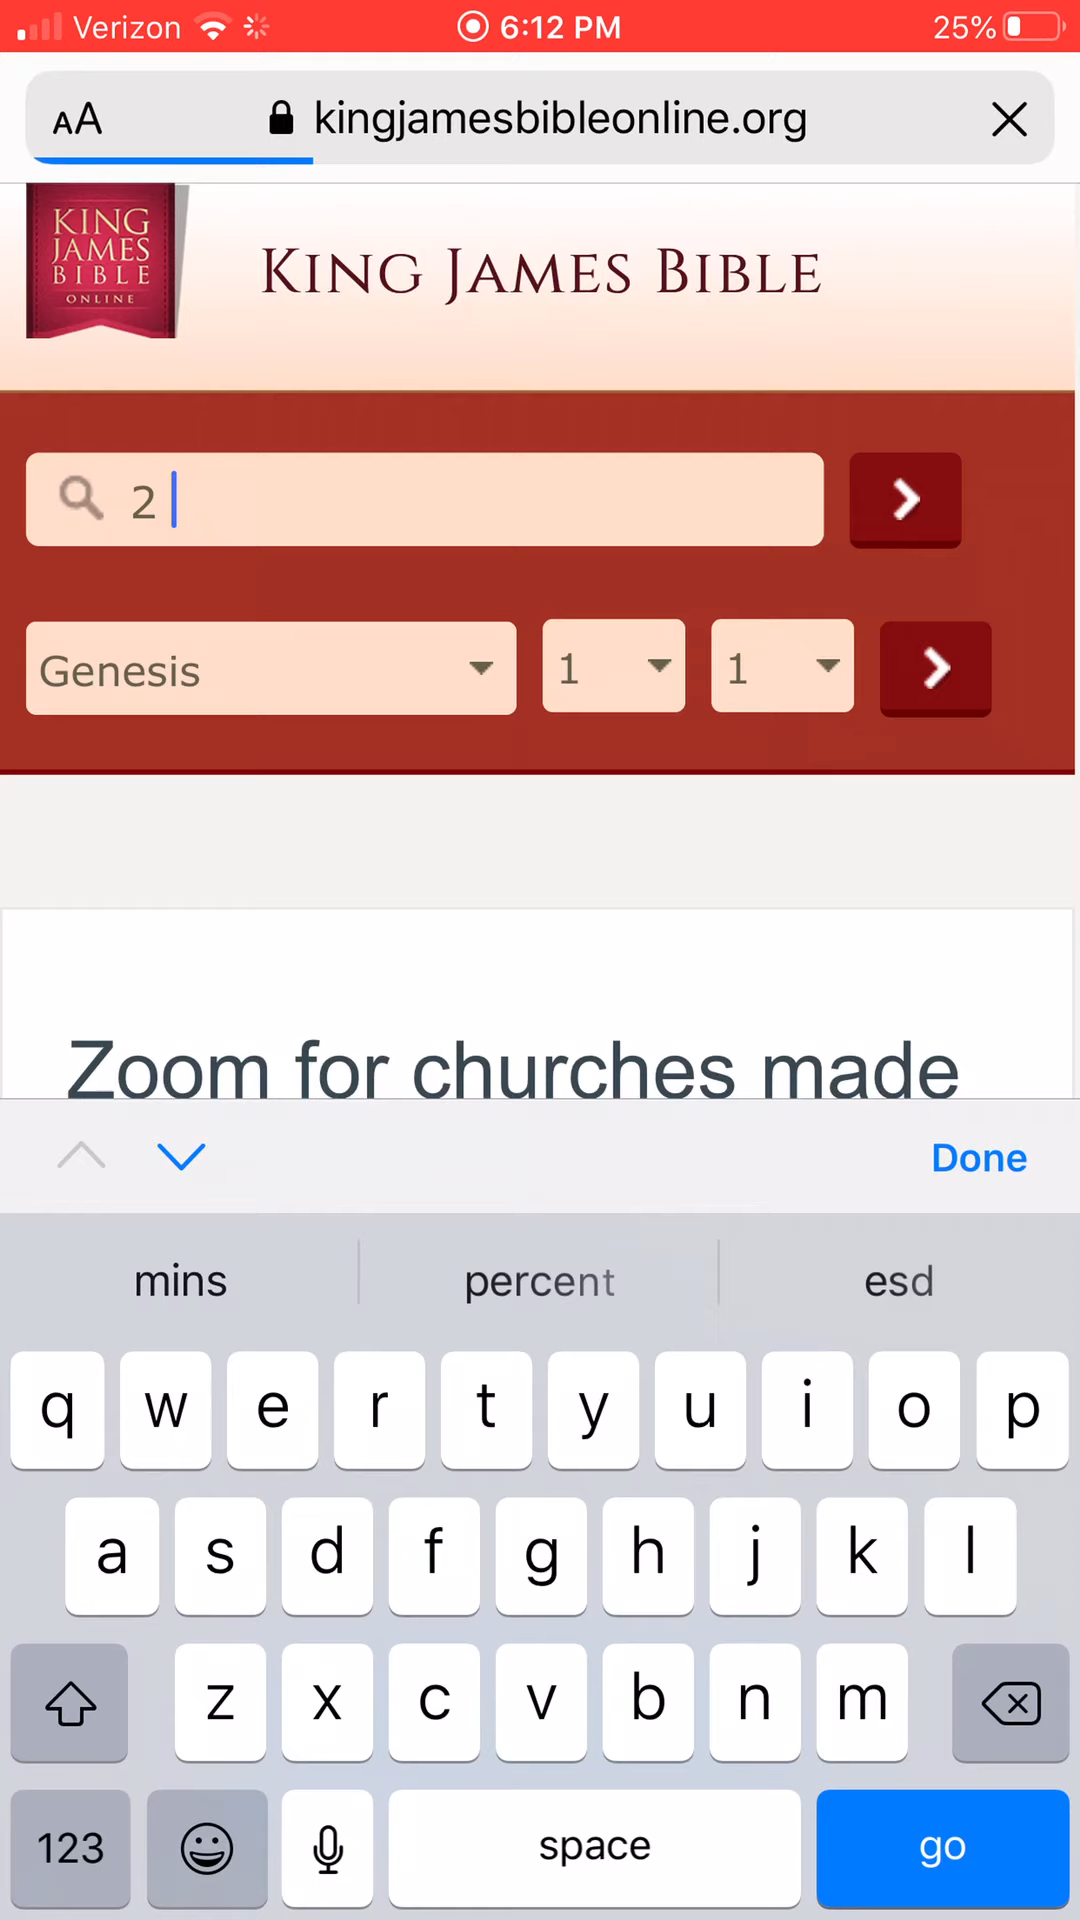 Verizon 6:12 PM 25%
AA kingjamesbibleonline.org
KING
JAMES
BIBLE
ONLINE
KING JAMES BIBLE
2
Genesis 1 1
Zoom for churches made
Done
mins percent esd
q w e r t y u i o p
a s d f g h j k l
z x c v b n m
123 space go